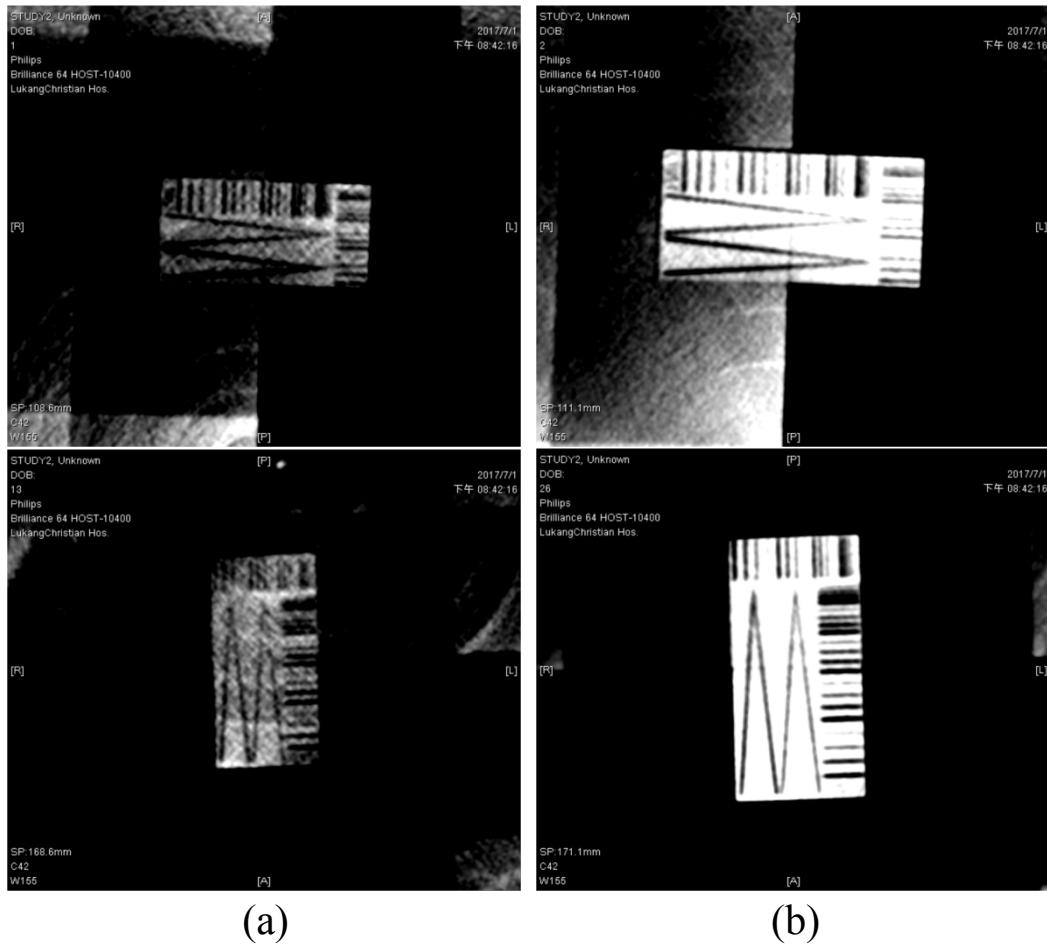 STUDY2, Unknown
DOB:
1
Philips
Brilliance 64 HOST-10400
LukangChristian Hos.
[A]
2017/7/1
下午 08:42:16
[R]
[L]
SP:108.6mm
C42
W155
[P]
STUDY2, Unknown
DOB:
2
Philips
Brilliance 64 HOST-10400
LukangChristian Hos.
[A]
2017/7/1
下午 08:42:16
[R]
[L]
SP:111.1mm
C42
W155
[P]
STUDY2, Unknown
DOB:
13
Philips
Brilliance 64 HOST-10400
LukangChristian Hos.
[P]
2017/7/1
下午 08:42:16
[R]
[L]
SP:168.6mm
C42
W155
[A]
STUDY2, Unknown
DOB:
26
Philips
Brilliance 64 HOST-10400
LukangChristian Hos.
[P]
2017/7/1
下午 08:42:16
[R]
[L]
SP:171.1mm
C42
W155
[A]
(a)
(b)